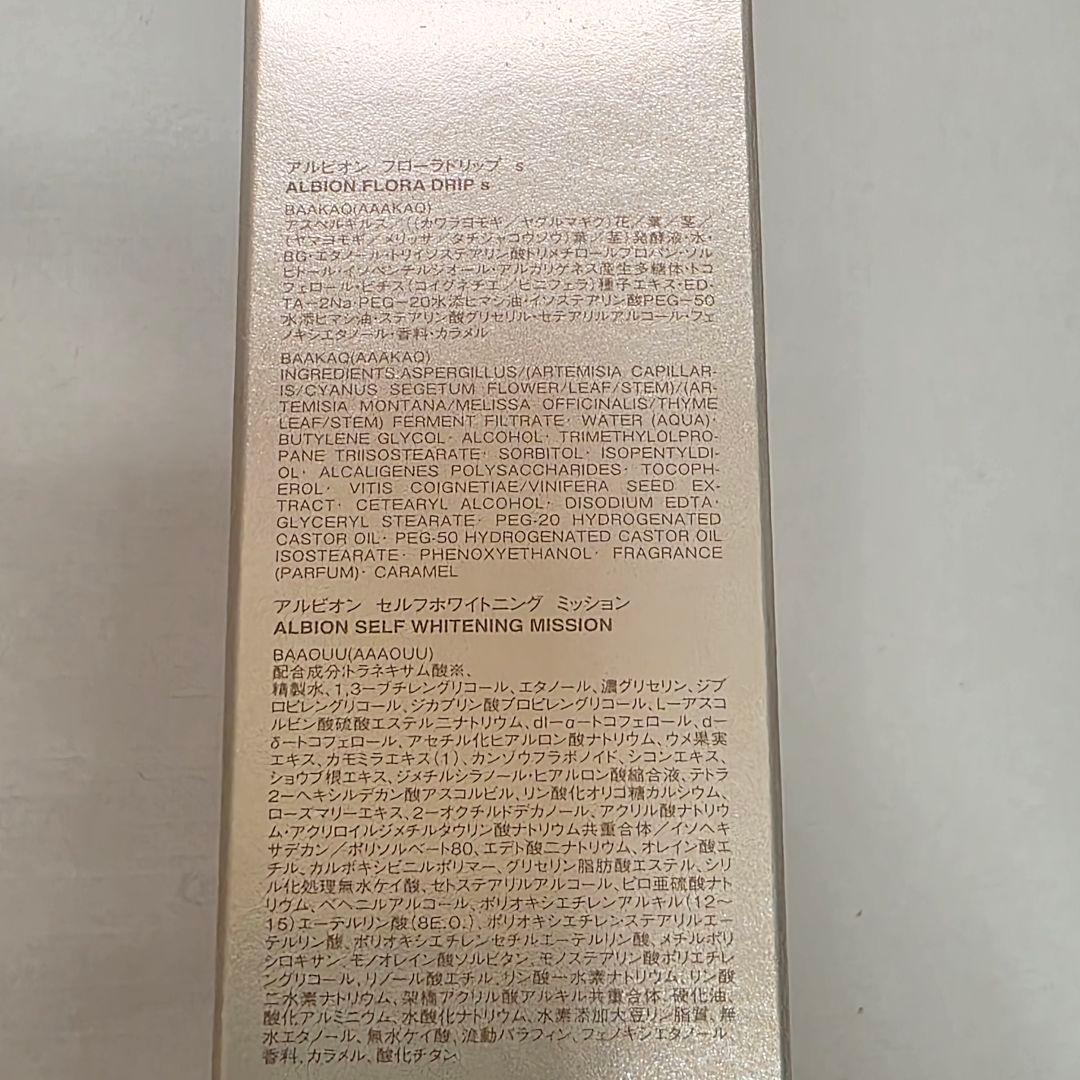 アルビオン フローラドリップ s
ALBION FLORA DRIP s
BAAKAQ(AAAKAQ)
アスペルギルス／((カワラヨモギ／ヤグルマギク)花／葉／茎／
(ヤマヨモギ／メリッサ／タチジャコウソウ)葉／茎)発酵液・水・
BG・エタノール・トリイソステアリン酸トリメチロールプロパン・ソル
ビトール・イソペンチルジオール・アルカリゲネス産生多糖体・トコ
フェロール・ビチス(コイグネチエ／ビニフェラ)種子エキス・ED-
TA－2Na・PEG－20水添ヒマシ油・イソステアリン酸PEG－50
水添ヒマシ油・ステアリン酸グリセリル・セテアリルアルコール・フェ
ノキシエタノール・香料・カラメル
BAAKAQ(AAAKAQ)
INGREDIENTS:ASPERGILLUS/(ARTEMISIA CAPILLAR-
IS/CYANUS SEGETUM FLOWER/LEAF/STEM)/(AR-
TEMISIA MONTANA/MELISSA OFFICINALIS/THYME
LEAF/STEM) FERMENT FILTRATE· WATER (AQUA)·
BUTYLENE GLYCOL· ALCOHOL· TRIMETHYLOLPRO-
PANE TRIISOSTEARATE· SORBITOL· ISOPENTYLDI-
OL· ALCALIGENES POLYSACCHARIDES· TOCOPH-
EROL· VITIS COIGNETIAE/VINIFERA SEED EX-
TRACT· CETEARYL ALCOHOL· DISODIUM EDTA·
GLYCERYL STEARATE· PEG-20 HYDROGENATED
CASTOR OIL· PEG-50 HYDROGENATED CASTOR OIL
ISOSTEARATE· PHENOXYETHANOL· FRAGRANCE
(PARFUM)· CARAMEL
アルビオン セルフホワイトニング ミッション
ALBION SELF WHITENING MISSION
BAAOUU(AAAOUU)
配合成分:トラネキサム酸※、
精製水、1,3－ブチレングリコール、エタノール、濃グリセリン、ジプ
ロピレングリコール、ジカプリン酸プロピレングリコール、L－アスコ
ルビン酸硫酸エステル二ナトリウム、dl－α－トコフェロール、d－
δ－トコフェロール、アセチル化ヒアルロン酸ナトリウム、ウメ果実
エキス、カモミラエキス(1)、カンゾウフラボノイド、シコンエキス、
ショウブ根エキス、ジメチルシラノール・ヒアルロン酸縮合液、テトラ
2－ヘキシルデカン酸アスコルビル、リン酸化オリゴ糖カルシウム、
ローズマリーエキス、2－オクチルドデカノール、アクリル酸ナトリウ
ム・アクリロイルジメチルタウリン酸ナトリウム共重合体／イソヘキ
サデカン／ポリソルベート80、エデト酸二ナトリウム、オレイン酸エ
チル、カルボキシビニルポリマー、グリセリン脂肪酸エステル、シリ
ル化処理無水ケイ酸、セトステアリルアルコール、ピロ亜硫酸ナト
リウム、ベヘニルアルコール、ポリオキシエチレンアルキル(12～
15)エーテルリン酸(8E.O.)、ポリオキシエチレンステアリルエー
テルリン酸、ポリオキシエチレンセチルエーテルリン酸、メチルポリ
シロキサン、モノオレイン酸ソルビタン、モノステアリン酸ポリエチレ
ングリコール、リノール酸エチル、リン酸一水素ナトリウム、リン酸
二水素ナトリウム、架橋アクリル酸アルキル共重合体、硬化油、
酸化アルミニウム、水酸化ナトリウム、水素添加大豆リン脂質、無
水エタノール、無水ケイ酸、流動パラフィン、フェノキシエタノール、
香料、カラメル、酸化チタン